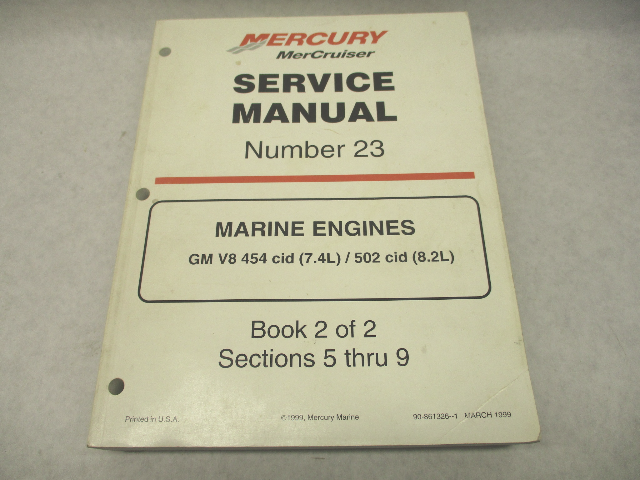 MERCURY
MerCruiser
SERVICE
MANUAL
Number 23
MARINE ENGINES
GM V8 454 cid (7.4L) / 502 cid (8.2L)
Book 2 of 2
Sections 5 thru 9
Printed in U.S.A. ©1999, Mercury Marine 90-861326--1 MARCH 1999